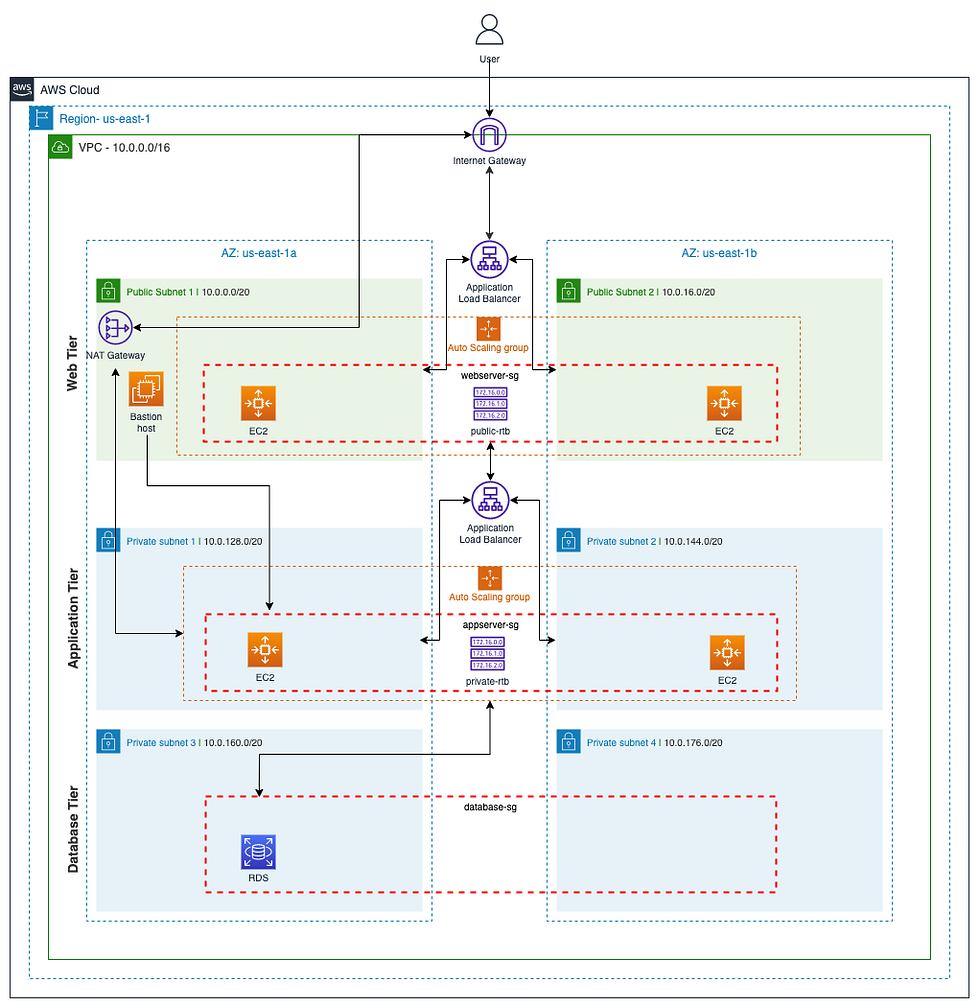 User
aws
AWS Cloud
Region- us-east-1
VPC - 10.0.0.0/16
Internet Gateway
AZ: us-east-1a
AZ: us-east-1b
Application
Load Balancer
Public Subnet 1 | 10.0.0.0/20
Public Subnet 2 | 10.0.16.0/20
Web Tier
NAT Gateway
Auto Scaling group
webserver-sg
172.16.0.0
172.16.1.0
172.16.2.0
public-rtb
Bastion
host
EC2
EC2
Application
Load Balancer
Private subnet 1 | 10.0.128.0/20
Private subnet 2 | 10.0.144.0/20
Application Tier
Auto Scaling group
appserver-sg
172.16.0.0
172.16.1.0
172.16.2.0
private-rtb
EC2
EC2
Private subnet 3 | 10.0.160.0/20
Private subnet 4 | 10.0.176.0/20
Database Tier
database-sg
RDS